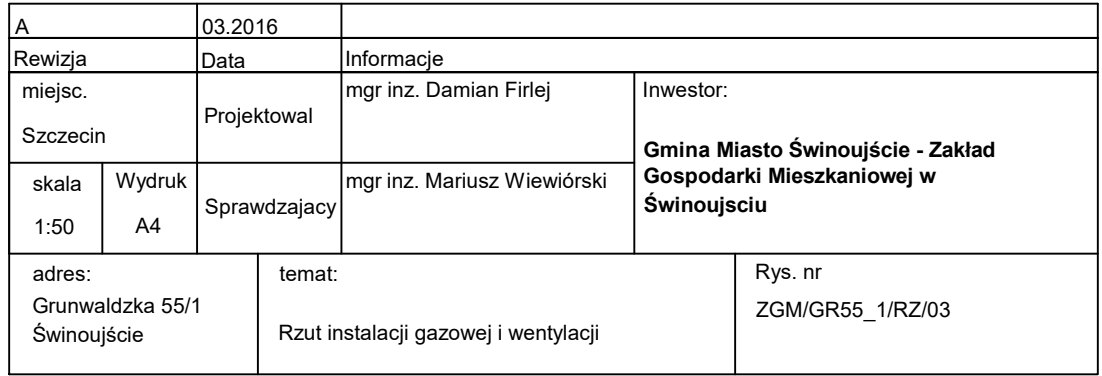 A 03.2016
Rewizja Data Informacje
miejsc.
Szczecin
Projektowal
mgr inz. Damian Firlej
Inwestor:
Gmina Miasto Świnoujście - Zakład
Gospodarki Mieszkaniowej w
Świnoujsciu
skala
1:50
Wydruk
A4
Sprawdzajacy
mgr inz. Mariusz Wiewiórski
adres:
Grunwaldzka 55/1
Świnoujście
temat:
Rzut instalacji gazowej i wentylacji
Rys. nr
ZGM/GR55_1/RZ/03